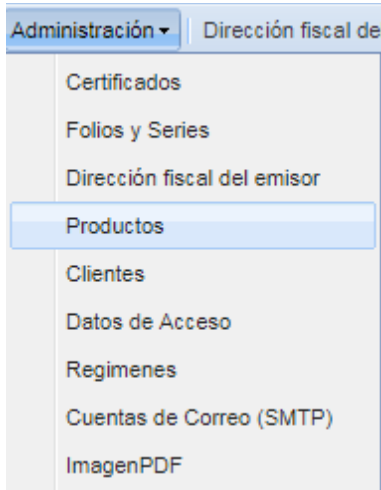 Administración Dirección fiscal de
Certificados
Folios y Series
Dirección fiscal del emisor
Productos
Clientes
Datos de Acceso
Regimenes
Cuentas de Correo (SMTP)
ImagenPDF